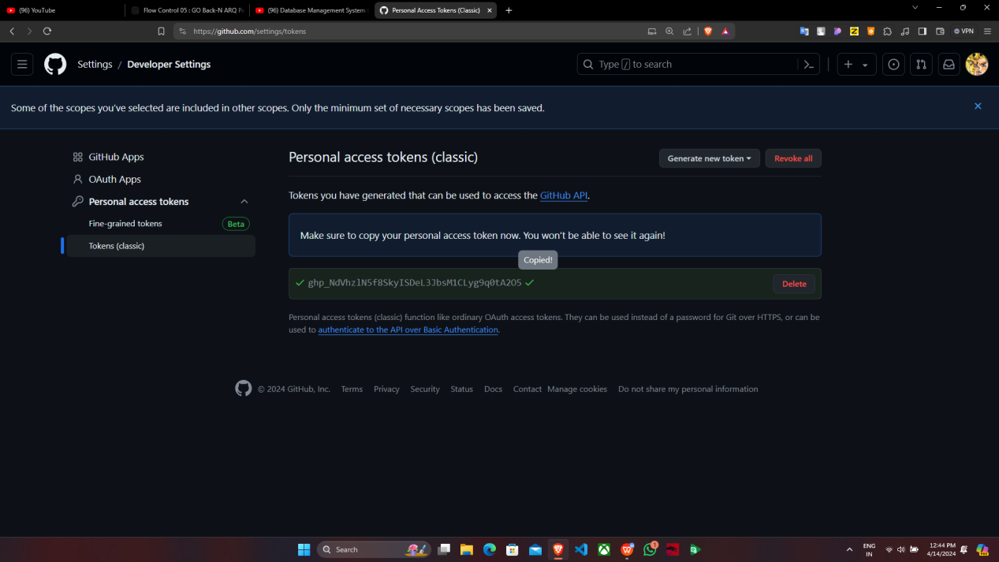 (96) YouTube
Flow Control 05 : GO Back-N ARQ P
(96) Database Management System
Personal Access Tokens (Classic)
https://github.com/settings/tokens
VPN
Settings / Developer Settings
Type / to search
Some of the scopes you've selected are included in other scopes. Only the minimum set of necessary scopes has been saved.
GitHub Apps
OAuth Apps
Personal access tokens
Fine-grained tokens
Beta
Tokens (classic)
Personal access tokens (classic)
Generate new token
Revoke all
Tokens you have generated that can be used to access the GitHub API.
Make sure to copy your personal access token now. You won't be able to see it again!
Copied!
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
Delete
Personal access tokens (classic) function like ordinary OAuth access tokens. They can be used instead of a password for Git over HTTPS, or can be
used to authenticate to the API over Basic Authentication.
© 2024 GitHub, Inc.
Terms
Privacy
Security
Status
Docs
Contact
Manage cookies
Do not share my personal information
Search
1
ENG
IN
12:44 PM
4/14/2024